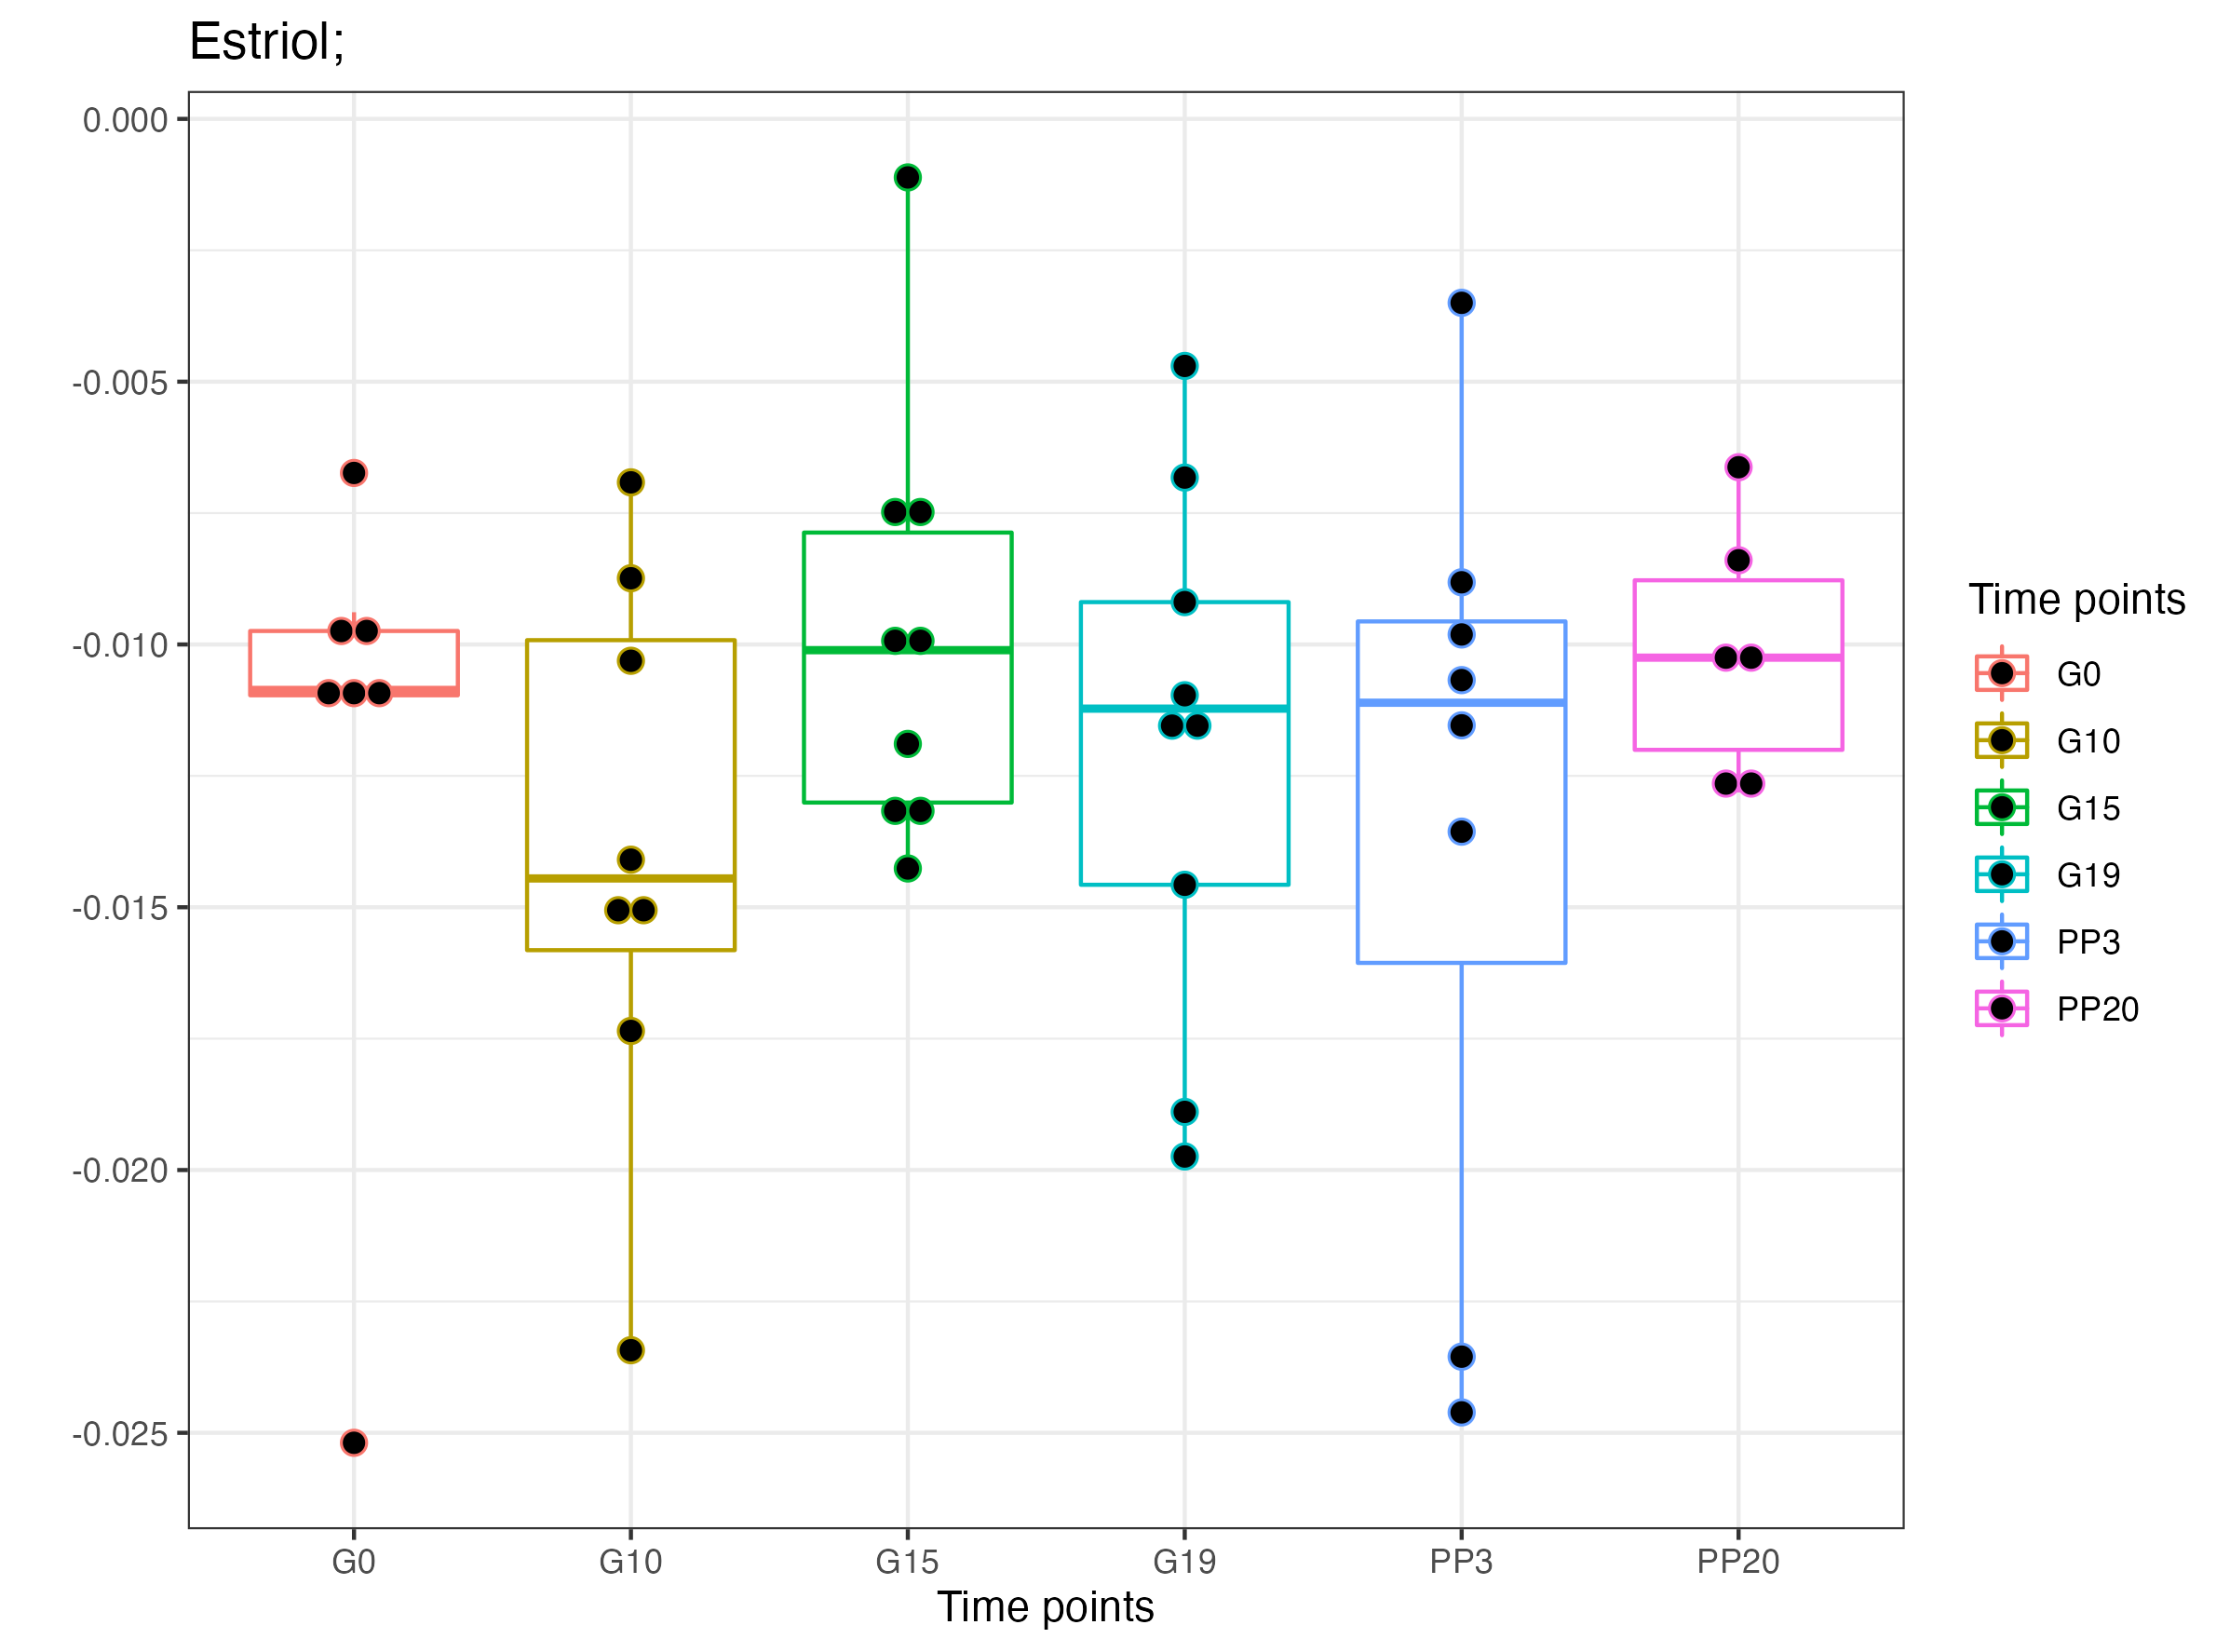 Estriol;
0.000
-0.005
-0.010
-0.015
-0.020
-0.025
G0 G10 G15 G19 PP3 PP20
Time points
Time points
G0
G10
G15
G19
PP3
PP20